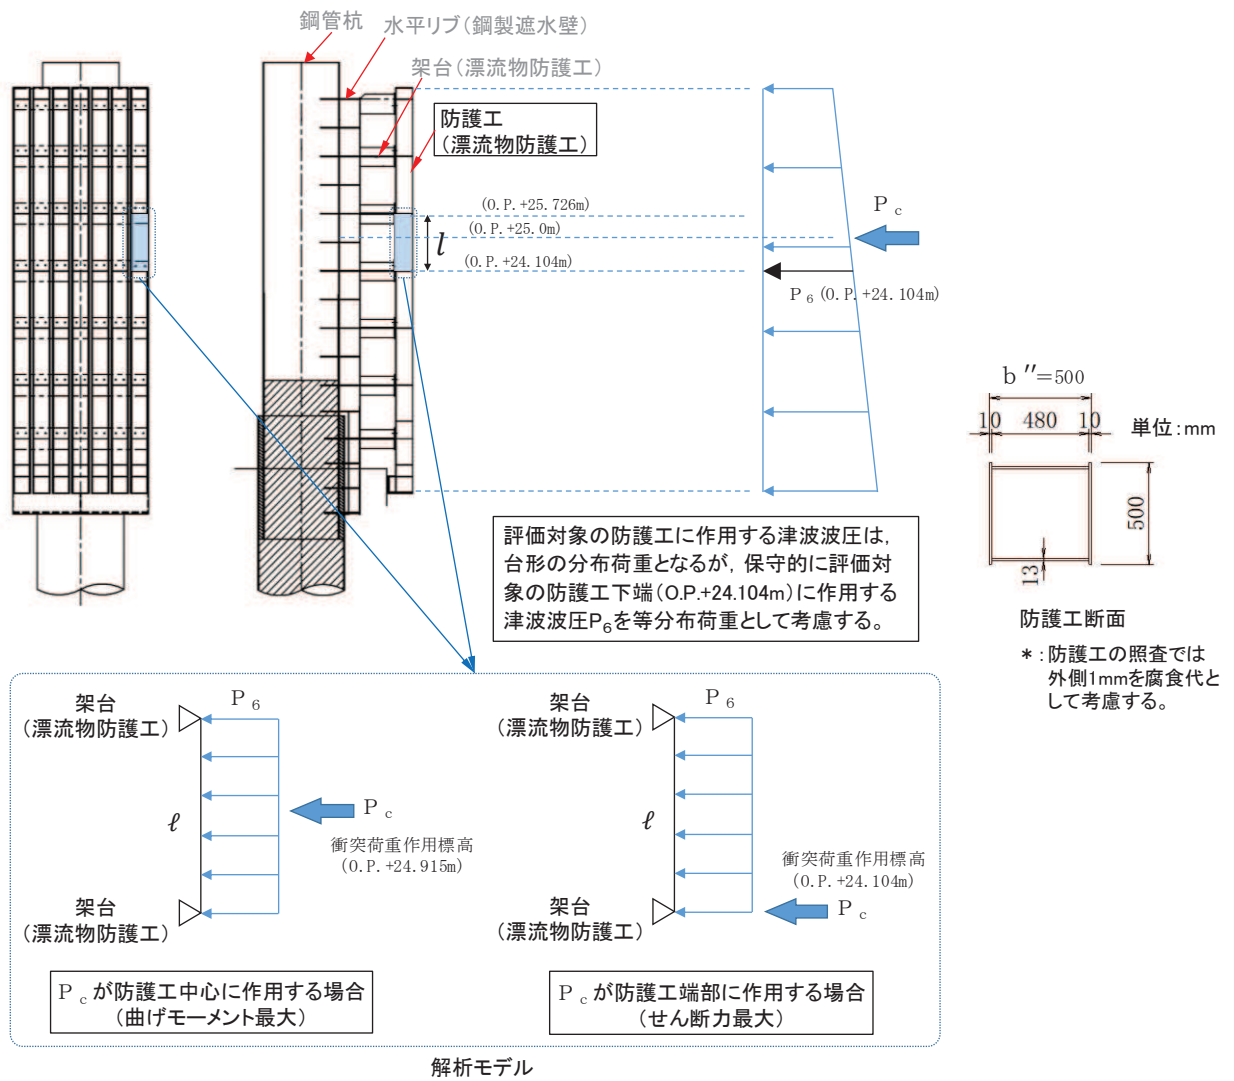 鋼管杭
水平リブ(鋼製遮水壁)
架台(漂流物防護工)
防護工
(漂流物防護工)
(O.P.+25.726m)
(O.P.+25.0m)
(O.P.+24.104m)
l
P c
P 6 (O.P.+24.104m)
b ″=500
10 480 10
単位:mm
500
13
防護工断面
*:防護工の照査では
外側1mmを腐食代と
して考慮する。
評価対象の防護工に作用する津波波圧は,
台形の分布荷重となるが,保守的に評価対
象の防護工下端(O.P.+24.104m)に作用する
津波波圧P6を等分布荷重として考慮する。
架台
(漂流物防護工)
P 6
ℓ
P c
衝突荷重作用標高
(O.P.+24.915m)
架台
(漂流物防護工)
P c が防護工中心に作用する場合
(曲げモーメント最大)
架台
(漂流物防護工)
P 6
ℓ
衝突荷重作用標高
(O.P.+24.104m)
P c
架台
(漂流物防護工)
P c が防護工端部に作用する場合
(せん断力最大)
解析モデル